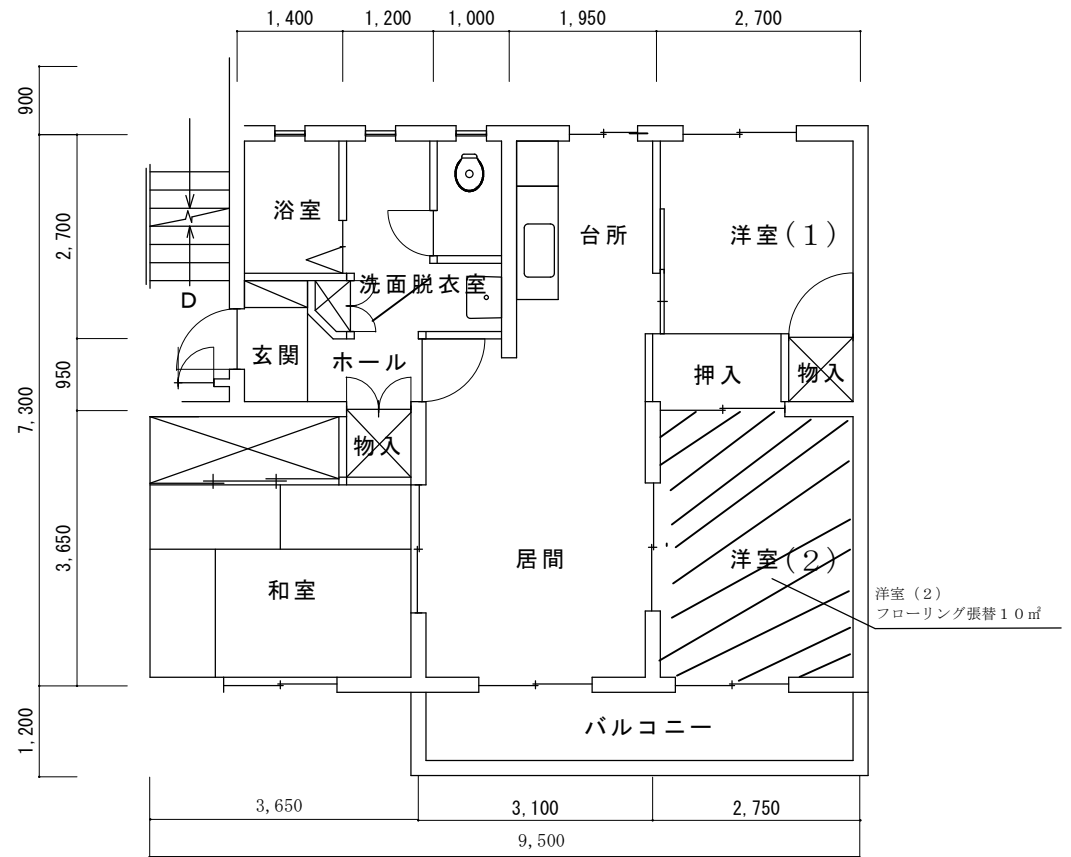 1,400
1,200
1,000
1,950
2,700
900
2,700
950
7,300
3,650
1,200
浴室
台所
洋室(1)
洗面脱衣室
D
玄関
ホール
押入
物入
物入
居間
洋室(2)
和室
洋室（2）
フローリング張替１０㎡
バルコニー
3,650
3,100
2,750
9,500